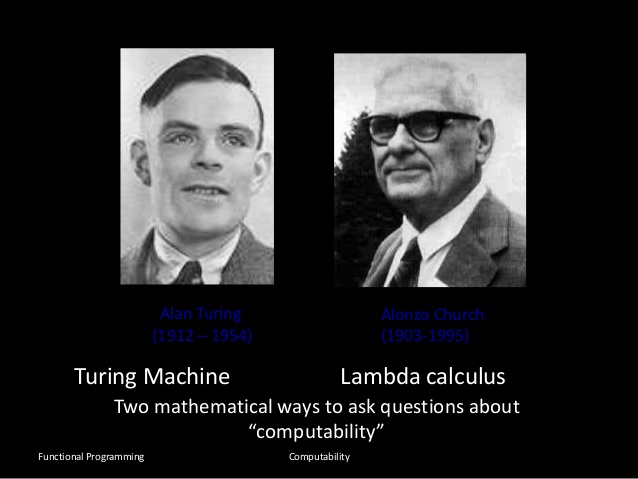 Alan Turing
(1912 – 1954)
Alonzo Church
(1903-1995)
Turing Machine
Lambda calculus
Two mathematical ways to ask questions about
“computability”
Functional Programming
Computability